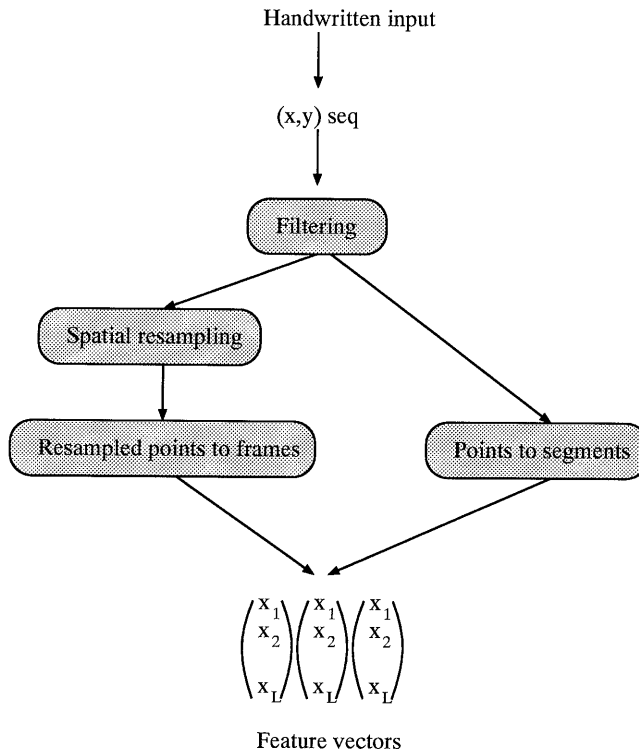 Handwritten input
(x,y) seq
Filtering
Spatial resampling
Resampled points to frames
Points to segments
x1 x1 x1
x2 x2 x2
xL xL xL
Feature vectors